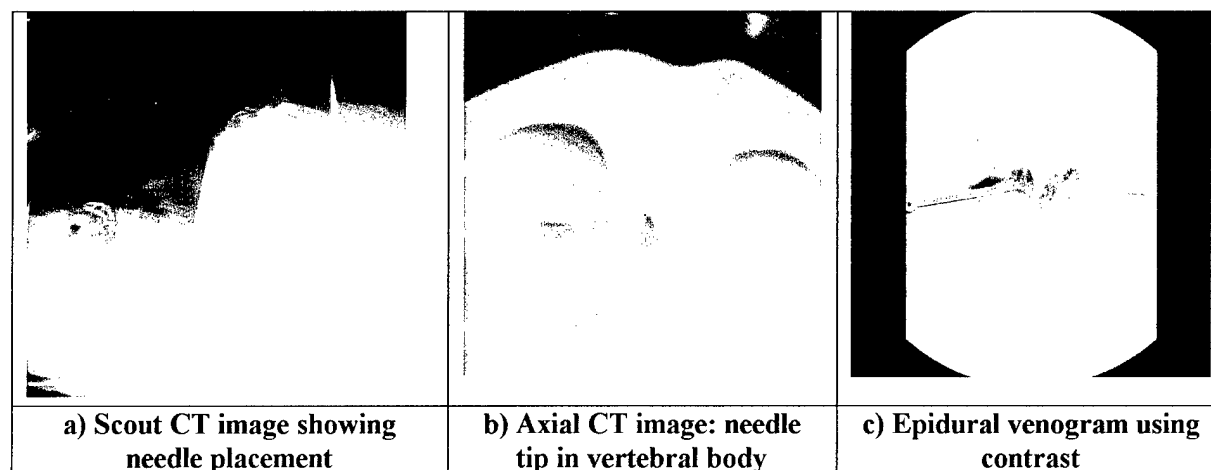 a) Scout CT image showing
needle placement
b) Axial CT image: needle
tip in vertebral body
c) Epidural venogram using
contrast